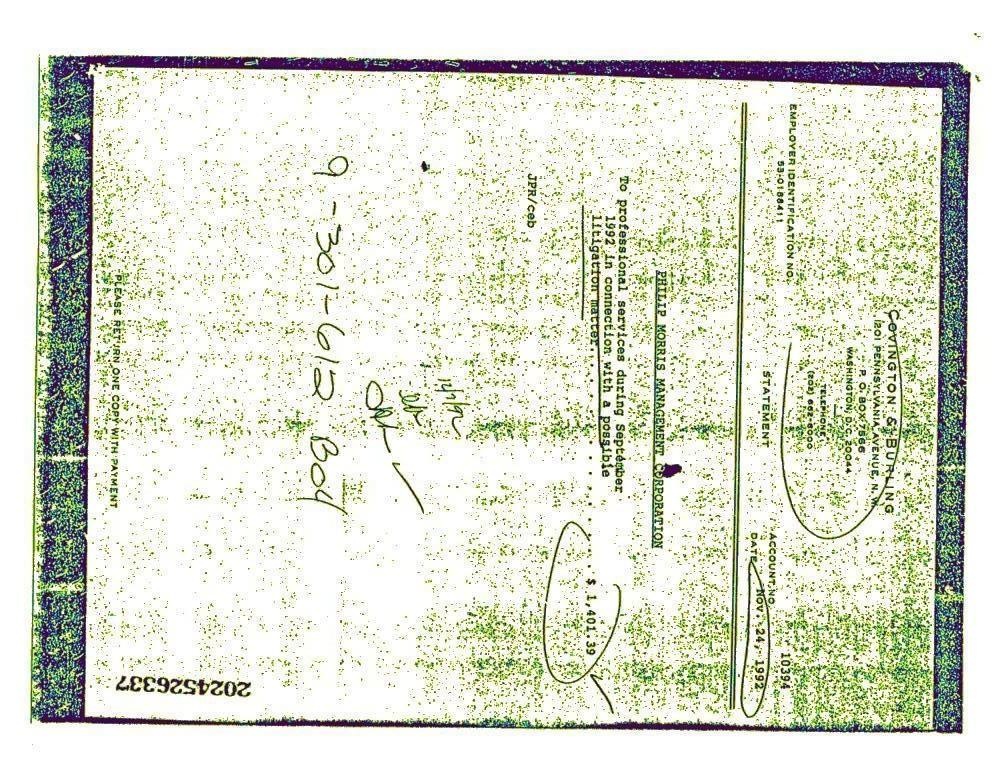 COVINGTON & BURLING
1201 PENNSYLVANIA AVENUE, N.W.
P. O. BOX 7566
WASHINGTON, D.C. 20044
TELEPHONE
(202) 662-6000
EMPLOYER IDENTIFICATION NO.
53-0188411
STATEMENT
ACCOUNT NO. 10394
DATE Nov. 24, 1992
PHILIP MORRIS MANAGEMENT CORPORATION
To professional services during September
1992 in connection with a possible
litigation matter. . . . . . . . . . . . $ 1,401.39
JPR/ceb
9-301-612 B04
PLEASE RETURN ONE COPY WITH PAYMENT
2024526337